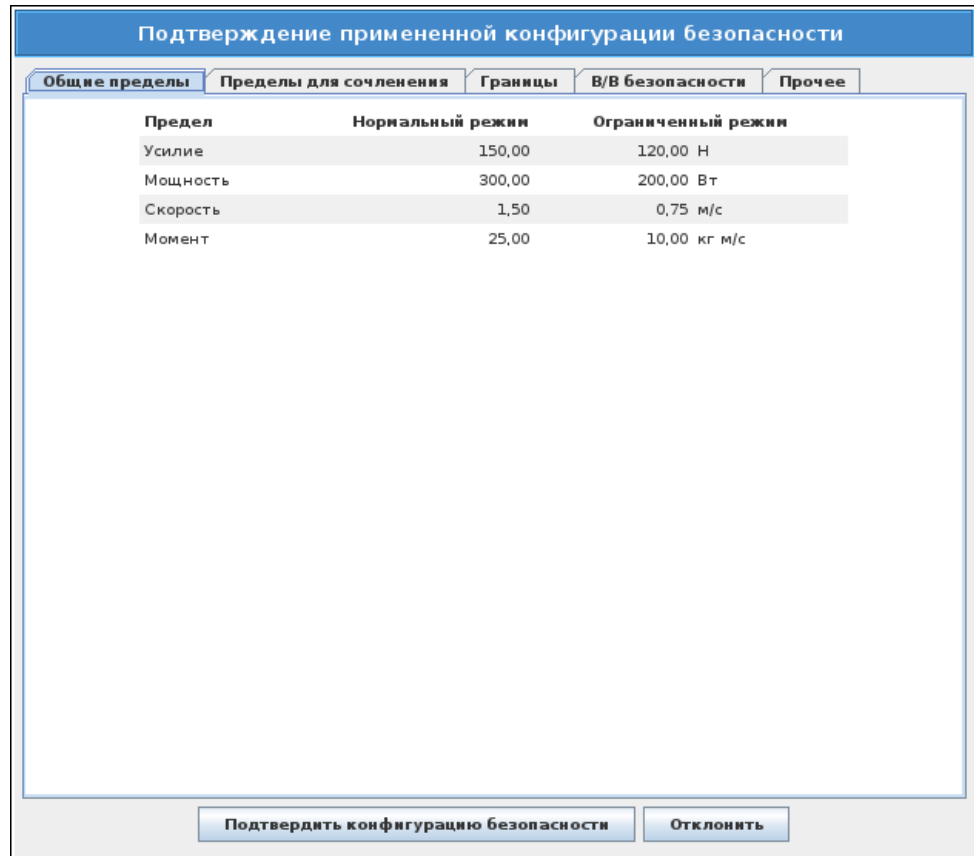 Подтверждение примененной конфигурации безопасности
Общие пределы Пределы для сочленения Границы В/В безопасности Прочее
Предел Нормальный режим Ограниченный режим
Усилие 150,00 120,00 Н
Мощность 300,00 200,00 Вт
Скорость 1,50 0,75 м/с
Момент 25,00 10,00 кг м/с
Подтвердить конфигурацию безопасности Отклонить